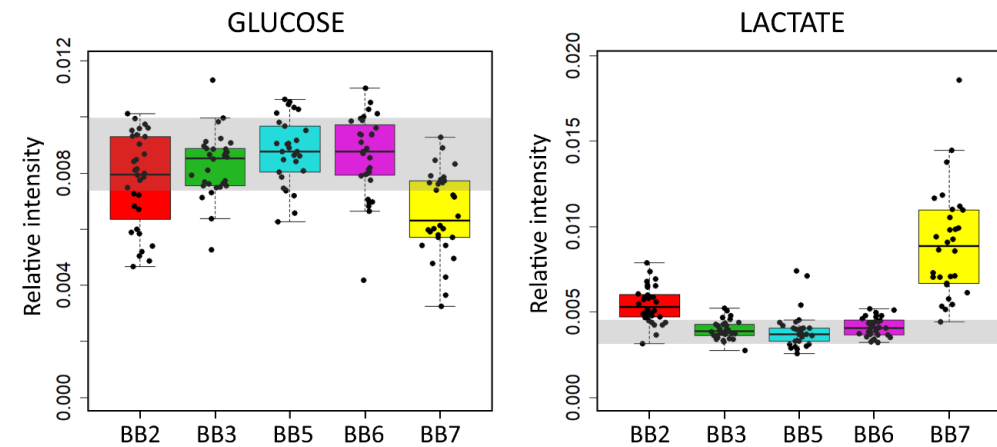 GLUCOSE
Relative intensity
0.012
0.008
0.004
0.000
BB2 BB3 BB5 BB6 BB7
LACTATE
Relative intensity
0.020
0.015
0.010
0.005
0.000
BB2 BB3 BB5 BB6 BB7